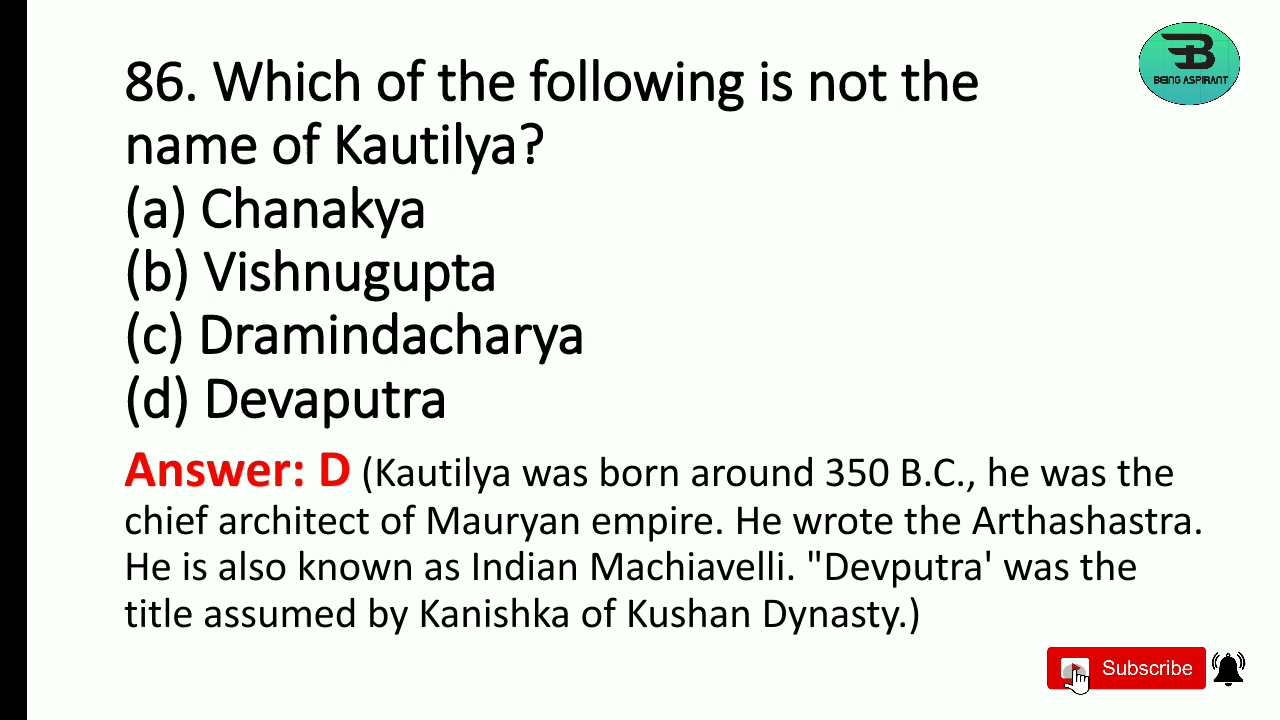 86. Which of the following is not the
name of Kautilya?
(a) Chanakya
(b) Vishnugupta
(c) Dramindacharya
(d) Devaputra
Answer: D (Kautilya was born around 350 B.C., he was the
chief architect of Mauryan empire. He wrote the Arthashastra.
He is also known as Indian Machiavelli. "Devputra' was the
title assumed by Kanishka of Kushan Dynasty.)
BEING ASPIRANT
Subscribe